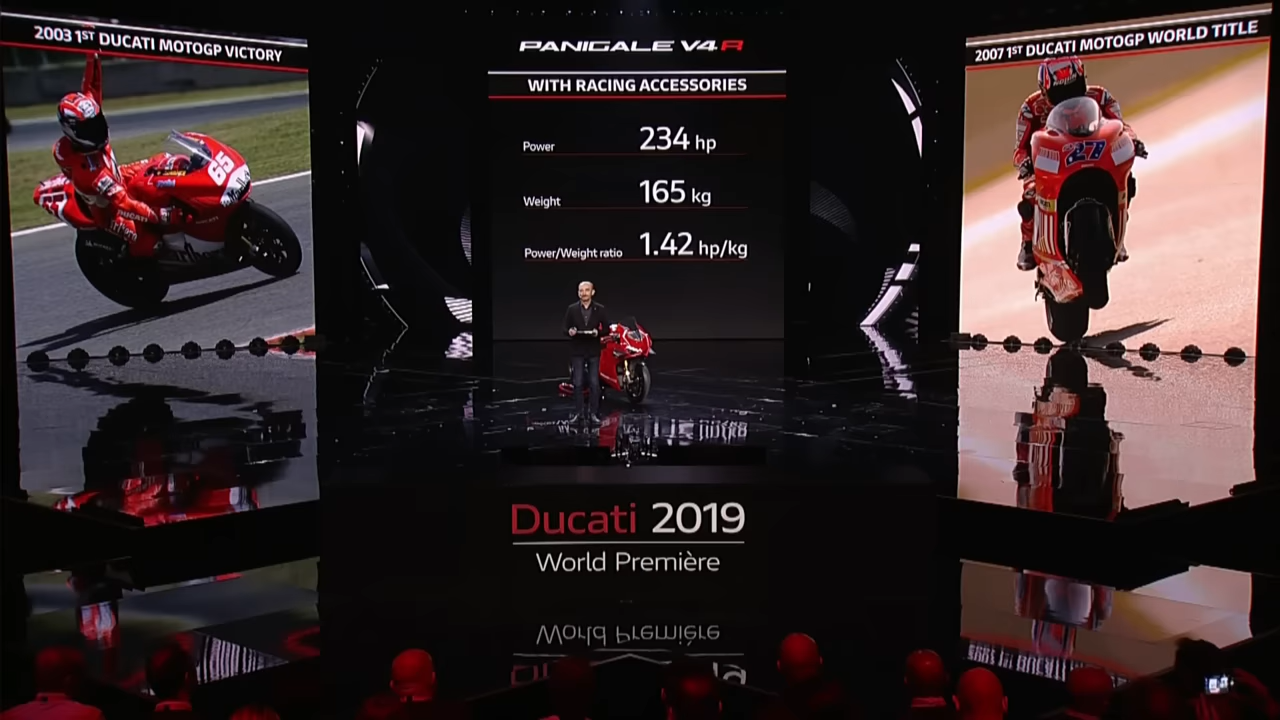 2003 1ST DUCATI MOTOGP VICTORY
65
PANIGALE V4R
WITH RACING ACCESSORIES
Power 234 hp
Weight 165 kg
Power/Weight ratio 1.42 hp/kg
2007 1ST DUCATI MOTOGP WORLD TITLE
27
Ducati 2019
World Première